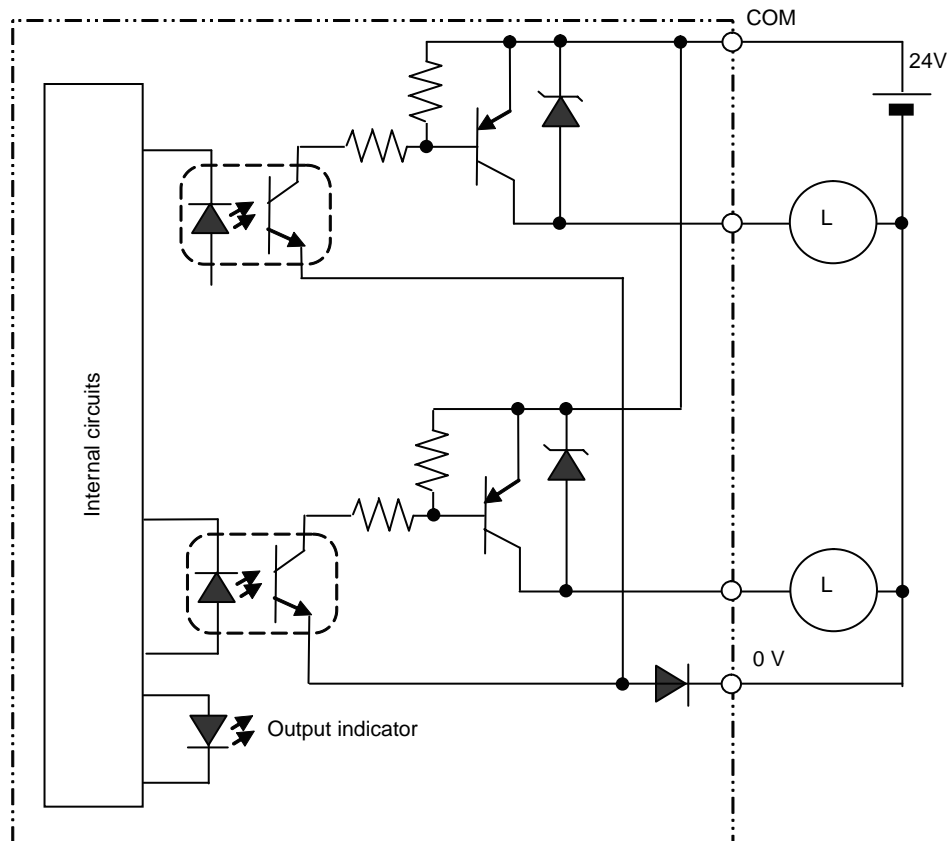 COM
24V
L
Internal circuits
L
0 V
Output indicator